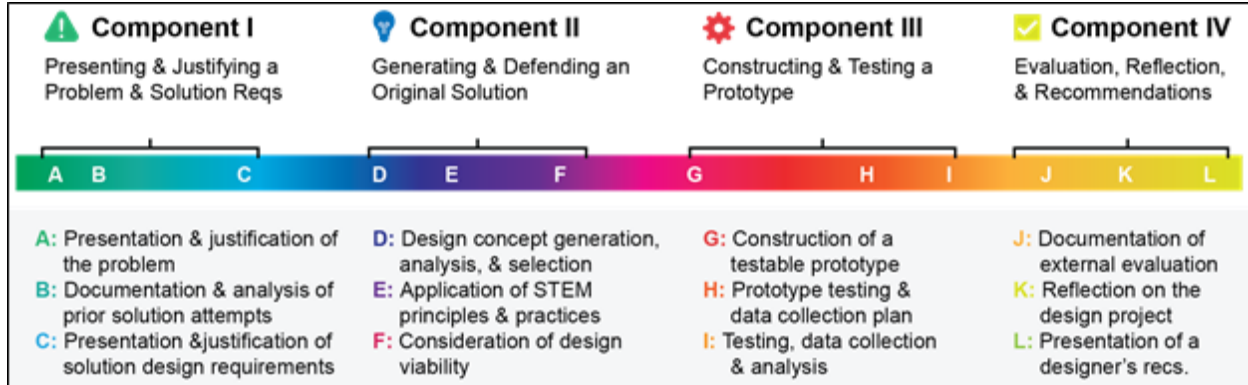 Component I
Presenting & Justifying a
Problem & Solution Reqs
Component II
Generating & Defending an
Original Solution
Component III
Constructing & Testing a
Prototype
Component IV
Evaluation, Reflection,
& Recommendations
A B C D E F G H I J K L
A: Presentation & justification of
the problem
B: Documentation & analysis of
prior solution attempts
C: Presentation &justification of
solution design requirements
D: Design concept generation,
analysis, & selection
E: Application of STEM
principles & practices
F: Consideration of design
viability
G: Construction of a
testable prototype
H: Prototype testing &
data collection plan
I: Testing, data collection
& analysis
J: Documentation of
external evaluation
K: Reflection on the
design project
L: Presentation of a
designer's recs.